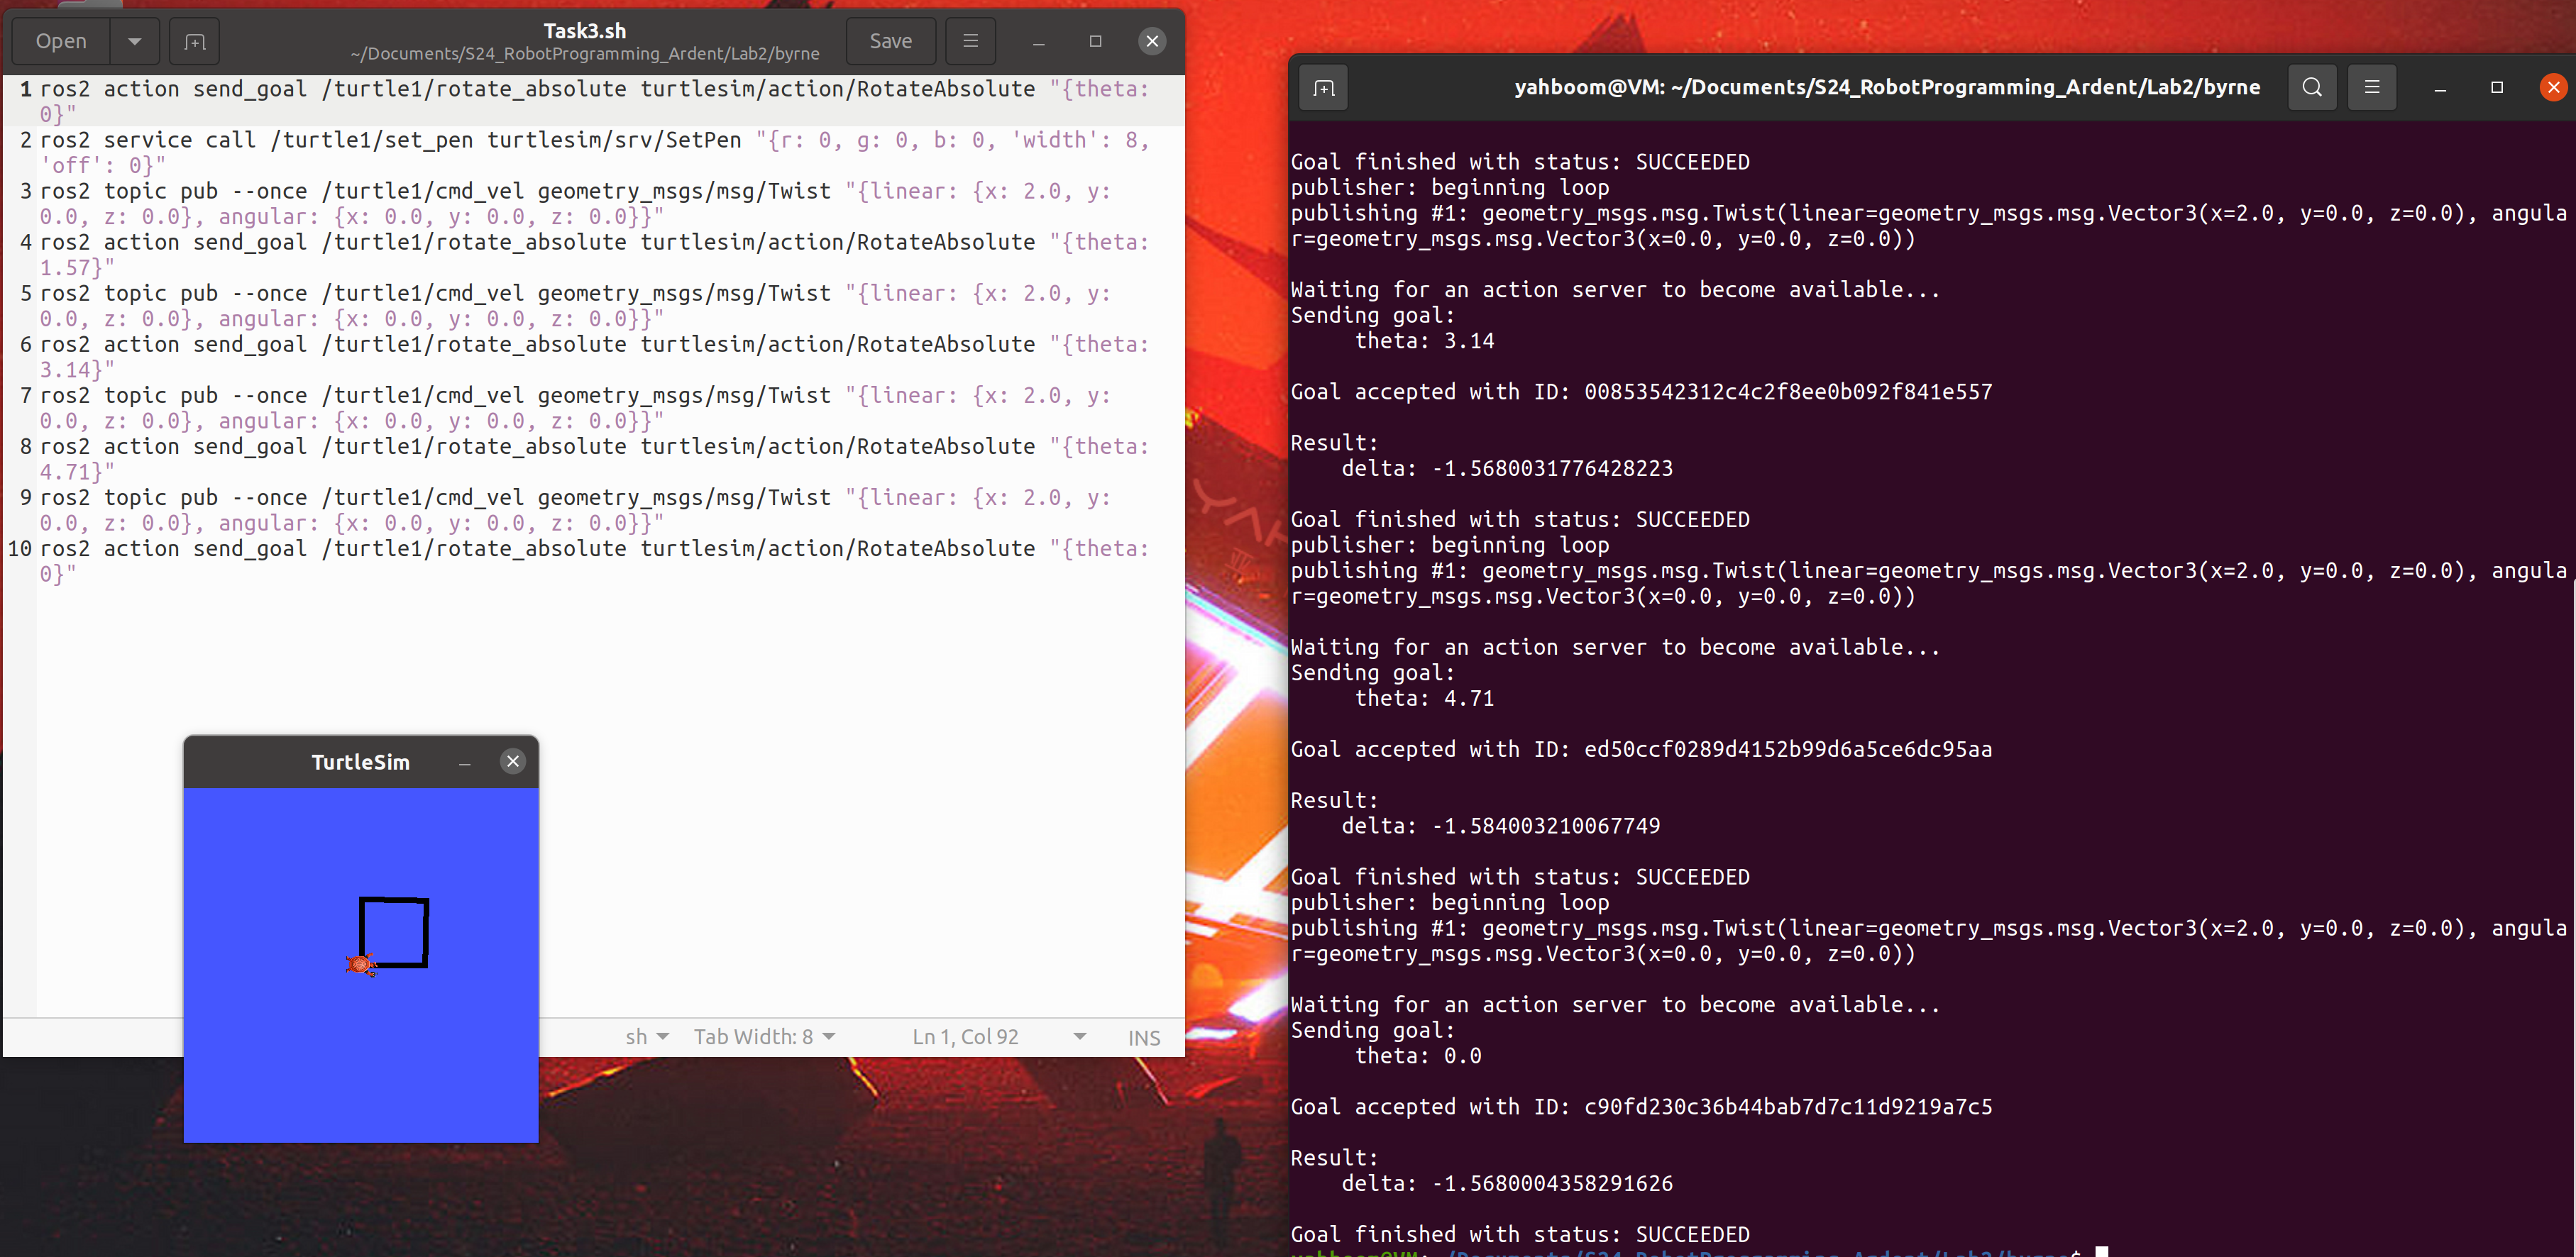 Open
Task3.sh
~/Documents/S24_RobotProgramming_Ardent/Lab2/byrne
Save
1 ros2 action send_goal /turtle1/rotate_absolute turtlesim/action/RotateAbsolute "{theta:
0}"
2 ros2 service call /turtle1/set_pen turtlesim/srv/SetPen "{r: 0, g: 0, b: 0, 'width': 8,
'off': 0}"
3 ros2 topic pub --once /turtle1/cmd_vel geometry_msgs/msg/Twist "{linear: {x: 2.0, y:
0.0, z: 0.0}, angular: {x: 0.0, y: 0.0, z: 0.0}}"
4 ros2 action send_goal /turtle1/rotate_absolute turtlesim/action/RotateAbsolute "{theta:
1.57}"
5 ros2 topic pub --once /turtle1/cmd_vel geometry_msgs/msg/Twist "{linear: {x: 2.0, y:
0.0, z: 0.0}, angular: {x: 0.0, y: 0.0, z: 0.0}}"
6 ros2 action send_goal /turtle1/rotate_absolute turtlesim/action/RotateAbsolute "{theta:
3.14}"
7 ros2 topic pub --once /turtle1/cmd_vel geometry_msgs/msg/Twist "{linear: {x: 2.0, y:
0.0, z: 0.0}, angular: {x: 0.0, y: 0.0, z: 0.0}}"
8 ros2 action send_goal /turtle1/rotate_absolute turtlesim/action/RotateAbsolute "{theta:
4.71}"
9 ros2 topic pub --once /turtle1/cmd_vel geometry_msgs/msg/Twist "{linear: {x: 2.0, y:
0.0, z: 0.0}, angular: {x: 0.0, y: 0.0, z: 0.0}}"
10 ros2 action send_goal /turtle1/rotate_absolute turtlesim/action/RotateAbsolute "{theta:
0}"
TurtleSim
sh
Tab Width: 8
Ln 1, Col 92
INS
yahboom@VM: ~/Documents/S24_RobotProgramming_Ardent/Lab2/byrne
Goal finished with status: SUCCEEDED
publisher: beginning loop
publishing #1: geometry_msgs.msg.Twist(linear=geometry_msgs.msg.Vector3(x=2.0, y=0.0, z=0.0), angula
r=geometry_msgs.msg.Vector3(x=0.0, y=0.0, z=0.0))
Waiting for an action server to become available...
Sending goal:
theta: 3.14
Goal accepted with ID: 00853542312c4c2f8ee0b092f841e557
Result:
delta: -1.5680031776428223
Goal finished with status: SUCCEEDED
publisher: beginning loop
publishing #1: geometry_msgs.msg.Twist(linear=geometry_msgs.msg.Vector3(x=2.0, y=0.0, z=0.0), angula
r=geometry_msgs.msg.Vector3(x=0.0, y=0.0, z=0.0))
Waiting for an action server to become available...
Sending goal:
theta: 4.71
Goal accepted with ID: ed50ccf0289d4152b99d6a5ce6dc95aa
Result:
delta: -1.584003210067749
Goal finished with status: SUCCEEDED
publisher: beginning loop
publishing #1: geometry_msgs.msg.Twist(linear=geometry_msgs.msg.Vector3(x=2.0, y=0.0, z=0.0), angula
r=geometry_msgs.msg.Vector3(x=0.0, y=0.0, z=0.0))
Waiting for an action server to become available...
Sending goal:
theta: 0.0
Goal accepted with ID: c90fd230c36b44bab7d7c11d9219a7c5
Result:
delta: -1.5680004358291626
Goal finished with status: SUCCEEDED
yahboom@VM:~/Documents/S24_RobotProgramming_Ardent/Lab2/byrne$